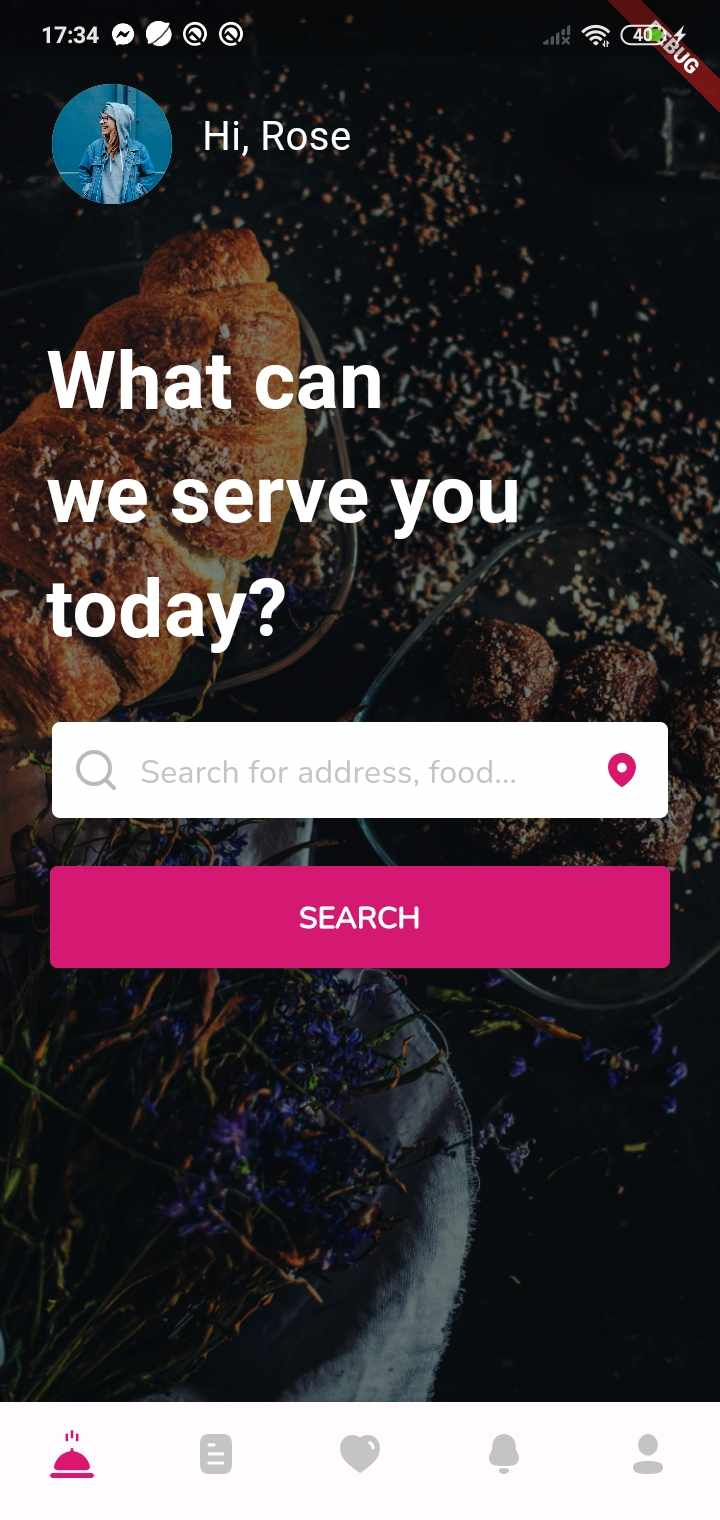 17:34
40
DEBUG
Hi, Rose
What can
we serve you
today?
Search for address, food...
SEARCH